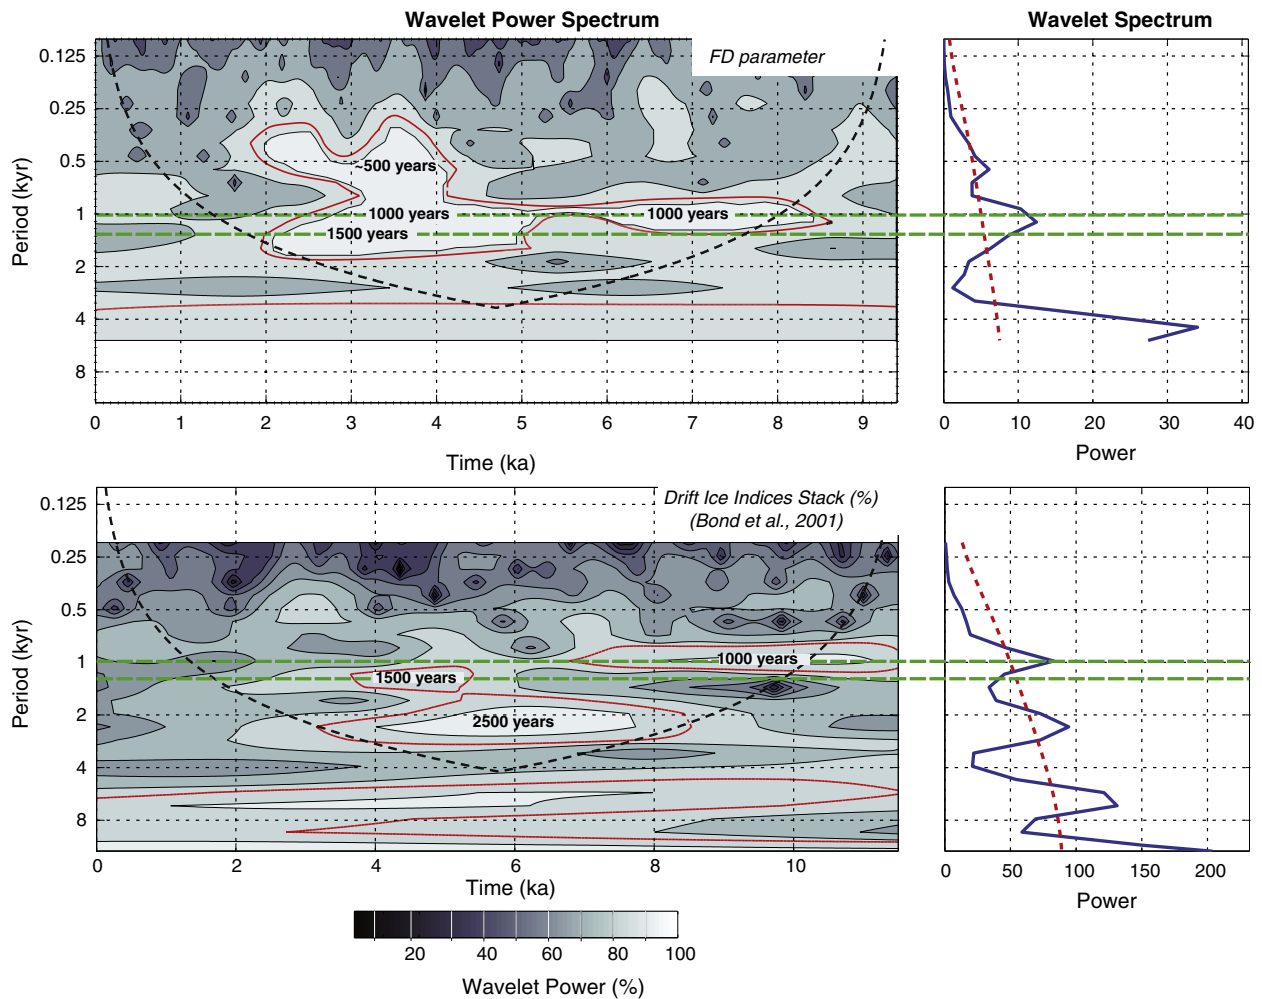 Wavelet Power Spectrum
Wavelet Spectrum
FD parameter
0.125
0.25
0.5
1
2
4
8
Period (kyr)
~500 years
1000 years
1000 years
1500 years
0 1 2 3 4 5 6 7 8 9
Time (ka)
0 10 20 30 40
Power
Drift Ice Indices Stack (%)
(Bond et al., 2001)
0.125
0.25
0.5
1
2
4
8
Period (kyr)
1000 years
1500 years
2500 years
0 2 4 6 8 10
Time (ka)
0 50 100 150 200
Power
20 40 60 80 100
Wavelet Power (%)